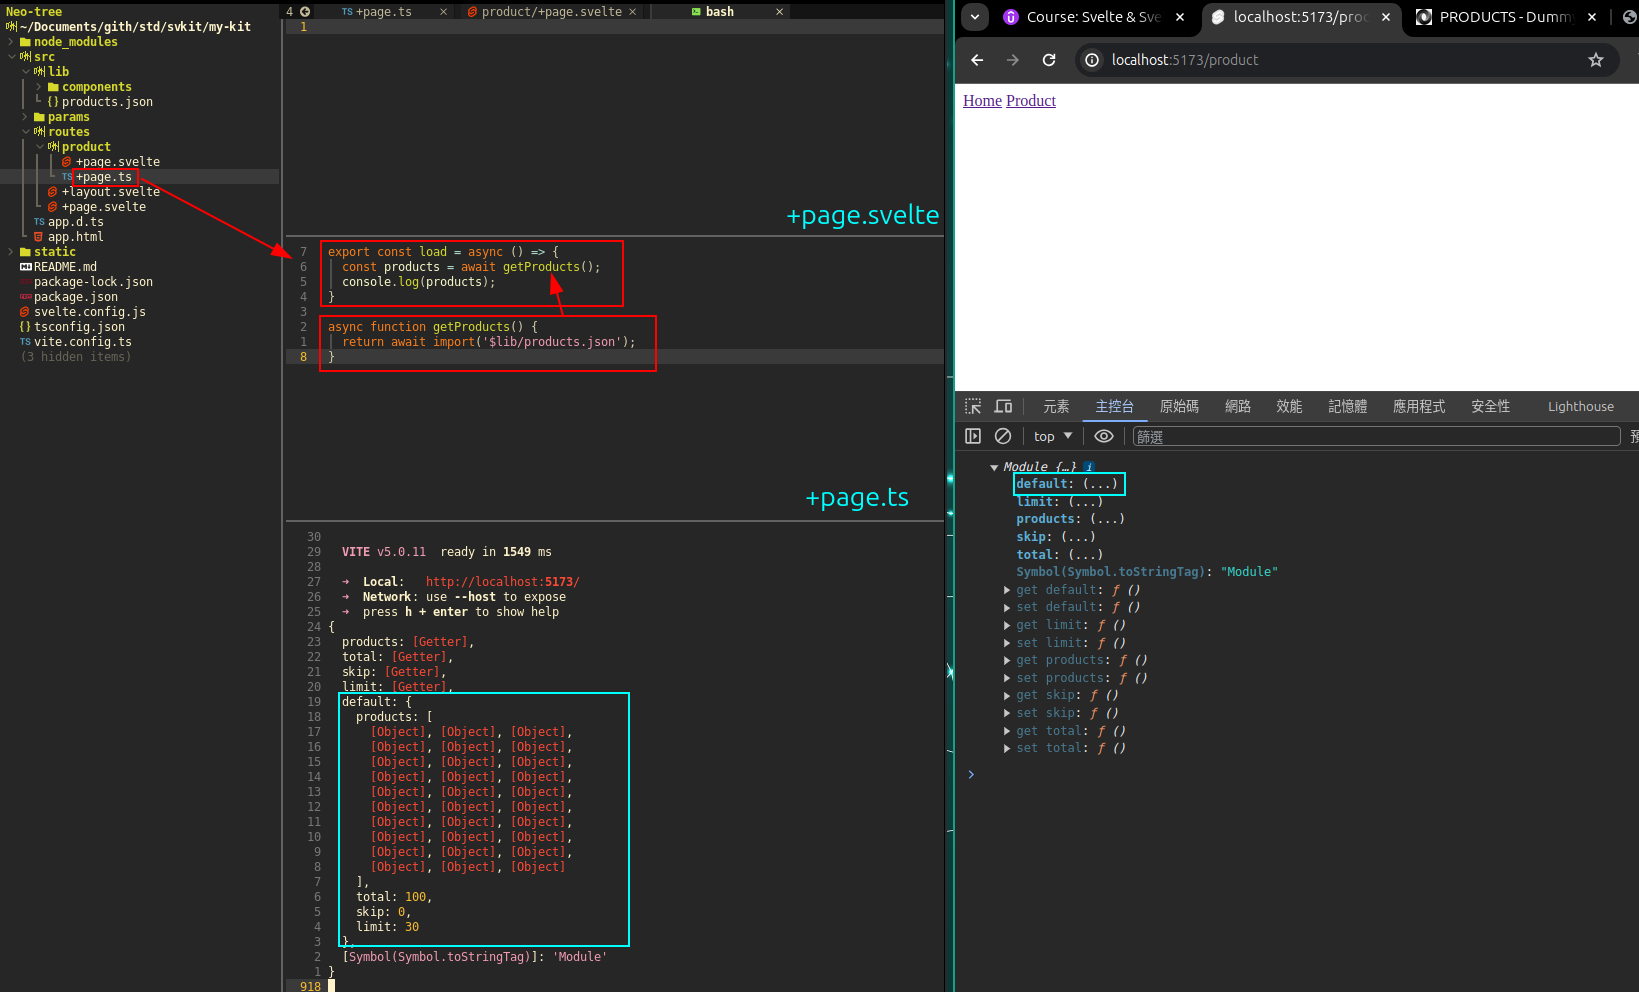 Neo-tree
~/Documents/gith/std/svkit/my-kit
node_modules
src
lib
components
{} products.json
params
routes
product
+page.svelte
TS +page.ts
+layout.svelte
+page.svelte
TS app.d.ts
app.html
static
README.md
package-lock.json
package.json
svelte.config.js
{} tsconfig.json
TS vite.config.ts
(3 hidden items)
4 TS +page.ts × product/+page.svelte × bash ×
1
+page.svelte
7 export const load = async () => {
6 const products = await getProducts();
5 console.log(products);
4 }
3
2 async function getProducts() {
1 return await import('$lib/products.json');
8 }
+page.ts
30
29 VITE v5.0.11 ready in 1549 ms
28
27 ➜ Local: http://localhost:5173/
26 ➜ Network: use --host to expose
25 ➜ press h + enter to show help
24 {
23 products: [Getter],
22 total: [Getter],
21 skip: [Getter],
20 limit: [Getter],
19 default: {
18 products: [
17 [Object], [Object], [Object],
16 [Object], [Object], [Object],
15 [Object], [Object], [Object],
14 [Object], [Object], [Object],
13 [Object], [Object], [Object],
12 [Object], [Object], [Object],
11 [Object], [Object], [Object],
10 [Object], [Object], [Object],
9 [Object], [Object], [Object],
8 [Object], [Object], [Object]
7 ],
6 total: 100,
5 skip: 0,
4 limit: 30
3 },
2 [Symbol(Symbol.toStringTag)]: 'Module'
1 }
918
Course: Svelte & Sve × localhost:5173/proc × PRODUCTS - Dumm ×
localhost:5173/product
Home Product
元素 主控台 原始碼 網路 效能 記憶體 應用程式 安全性 Lighthouse
top ▼ 篩選 預
▼ Module {…} i
default: (...)
limit: (...)
products: (...)
skip: (...)
total: (...)
Symbol(Symbol.toStringTag): "Module"
▶ get default: ƒ ()
▶ set default: ƒ ()
▶ get limit: ƒ ()
▶ set limit: ƒ ()
▶ get products: ƒ ()
▶ set products: ƒ ()
▶ get skip: ƒ ()
▶ set skip: ƒ ()
▶ get total: ƒ ()
▶ set total: ƒ ()
>